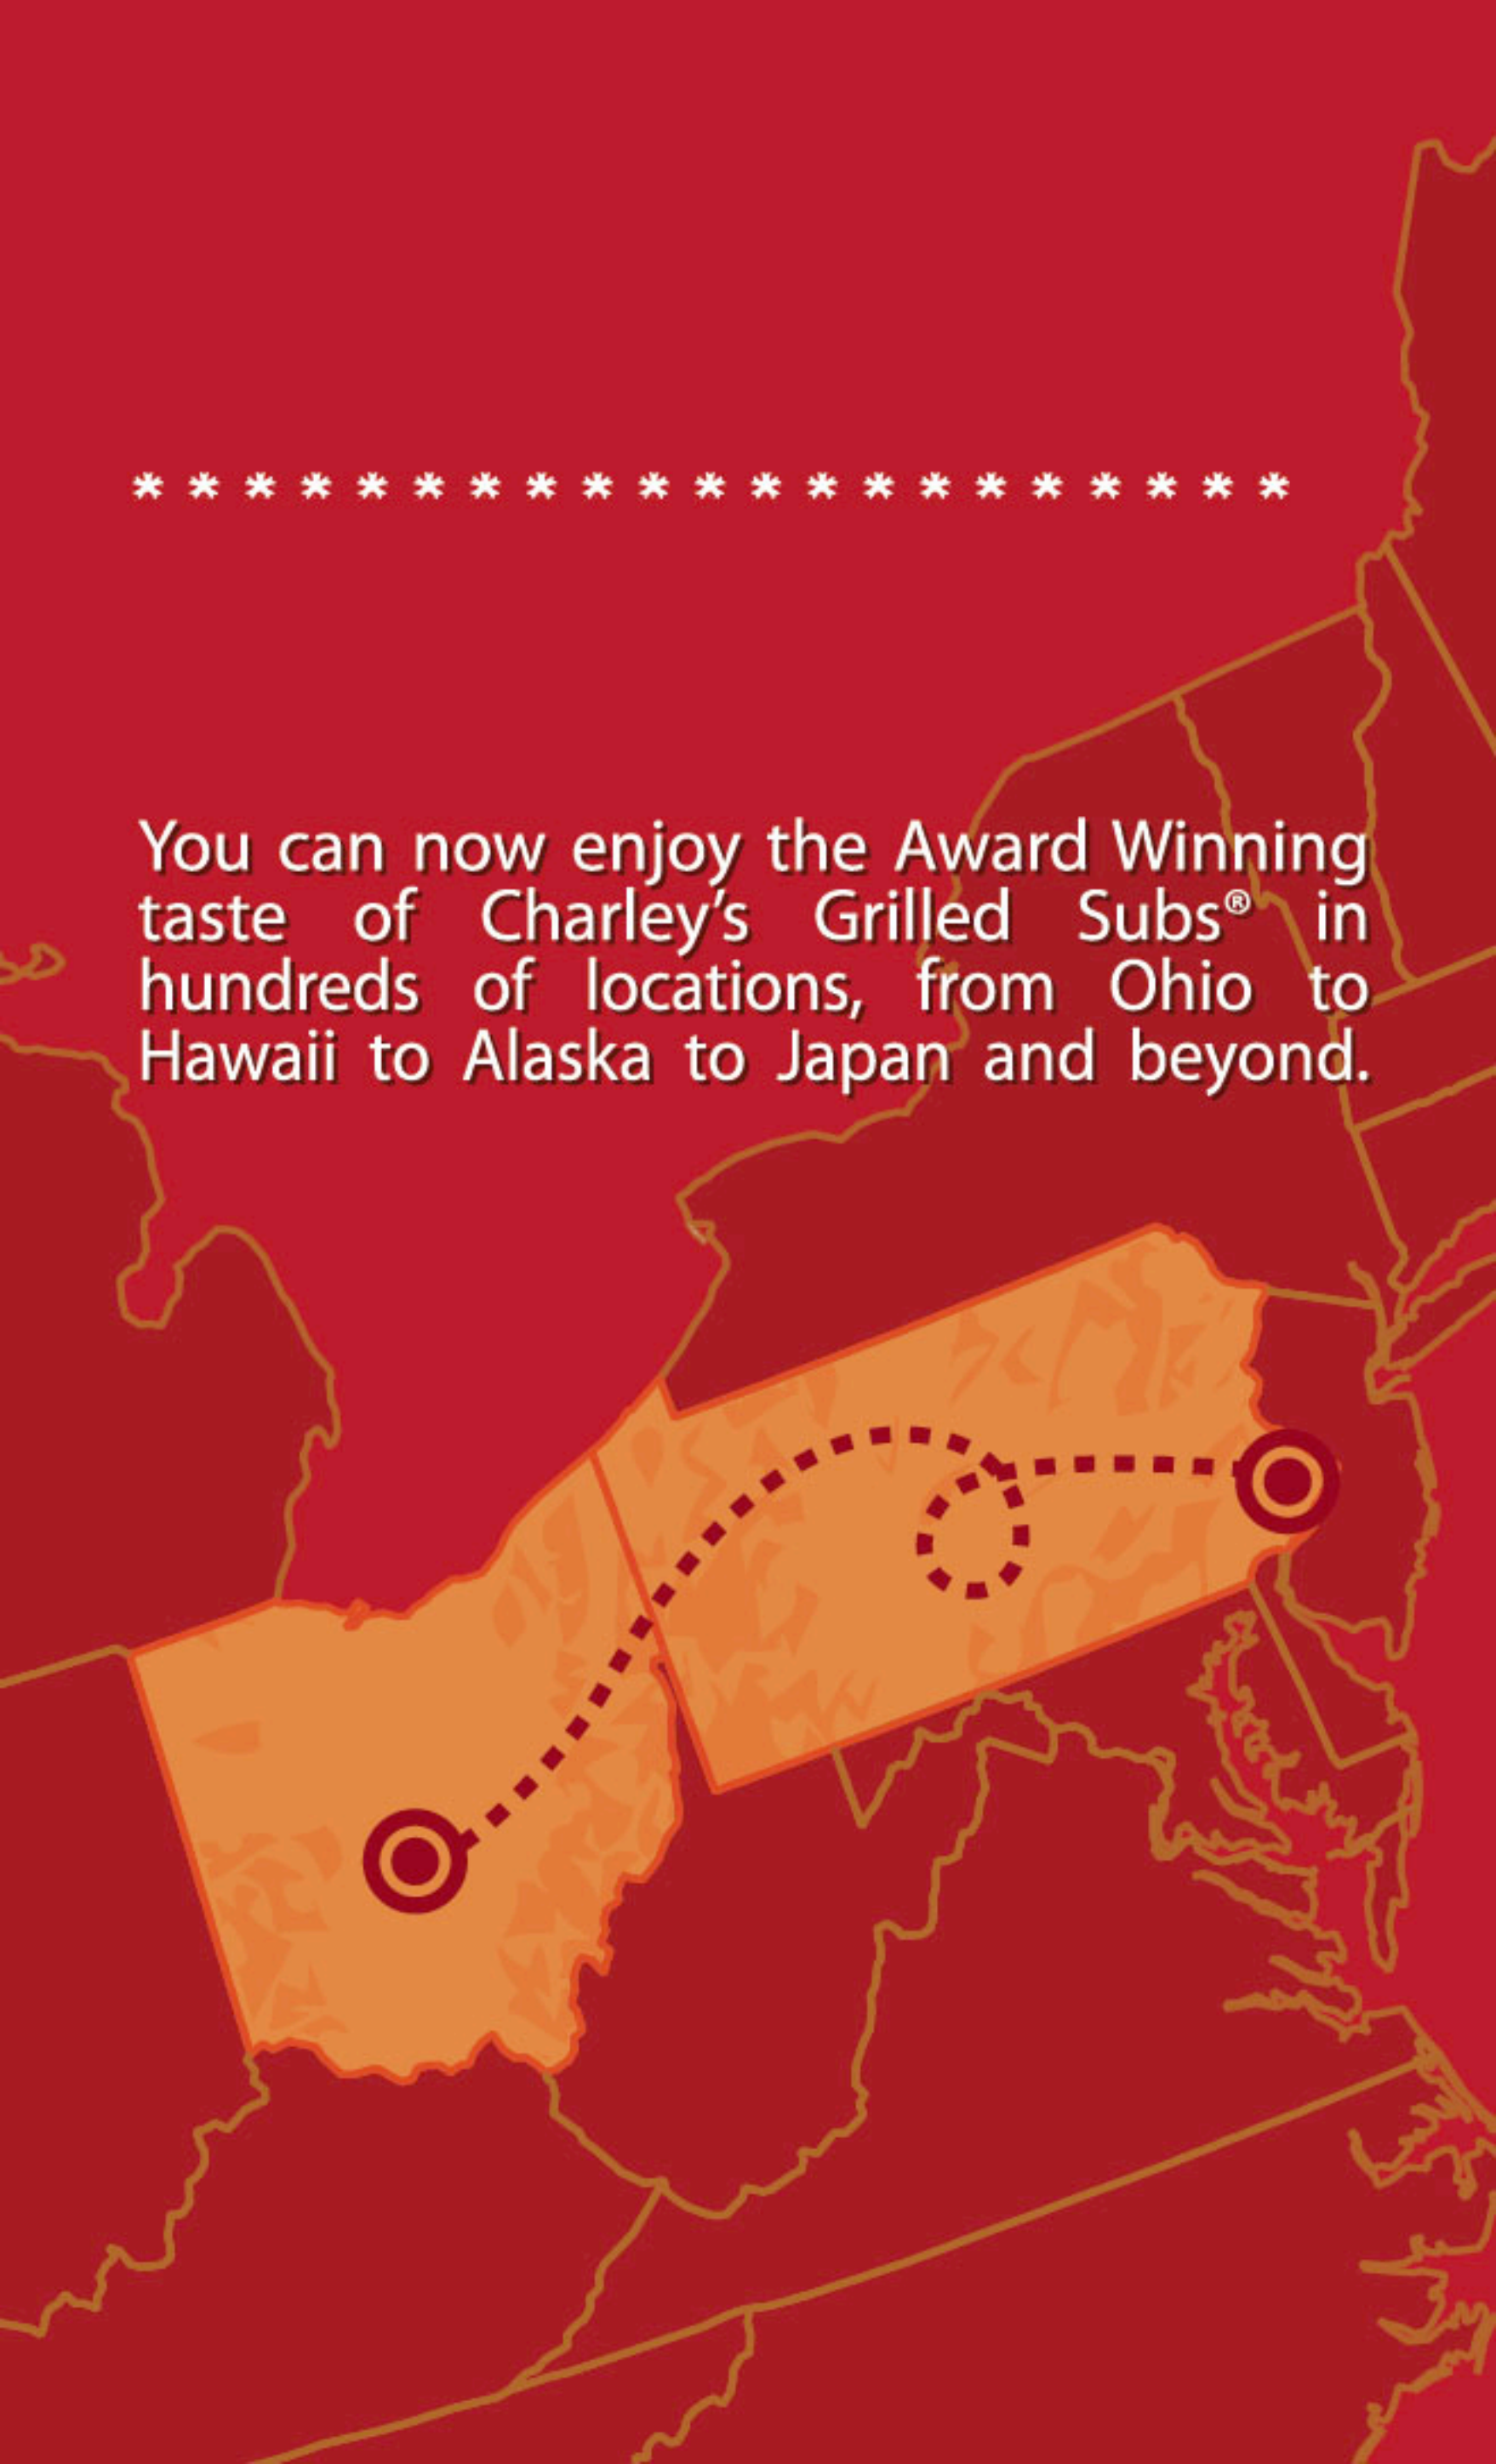 * * * * * * * * * * * * * * * * * * * * *
You can now enjoy the Award Winning
taste of Charley’s Grilled Subs® in
hundreds of locations, from Ohio to
Hawaii to Alaska to Japan and beyond.